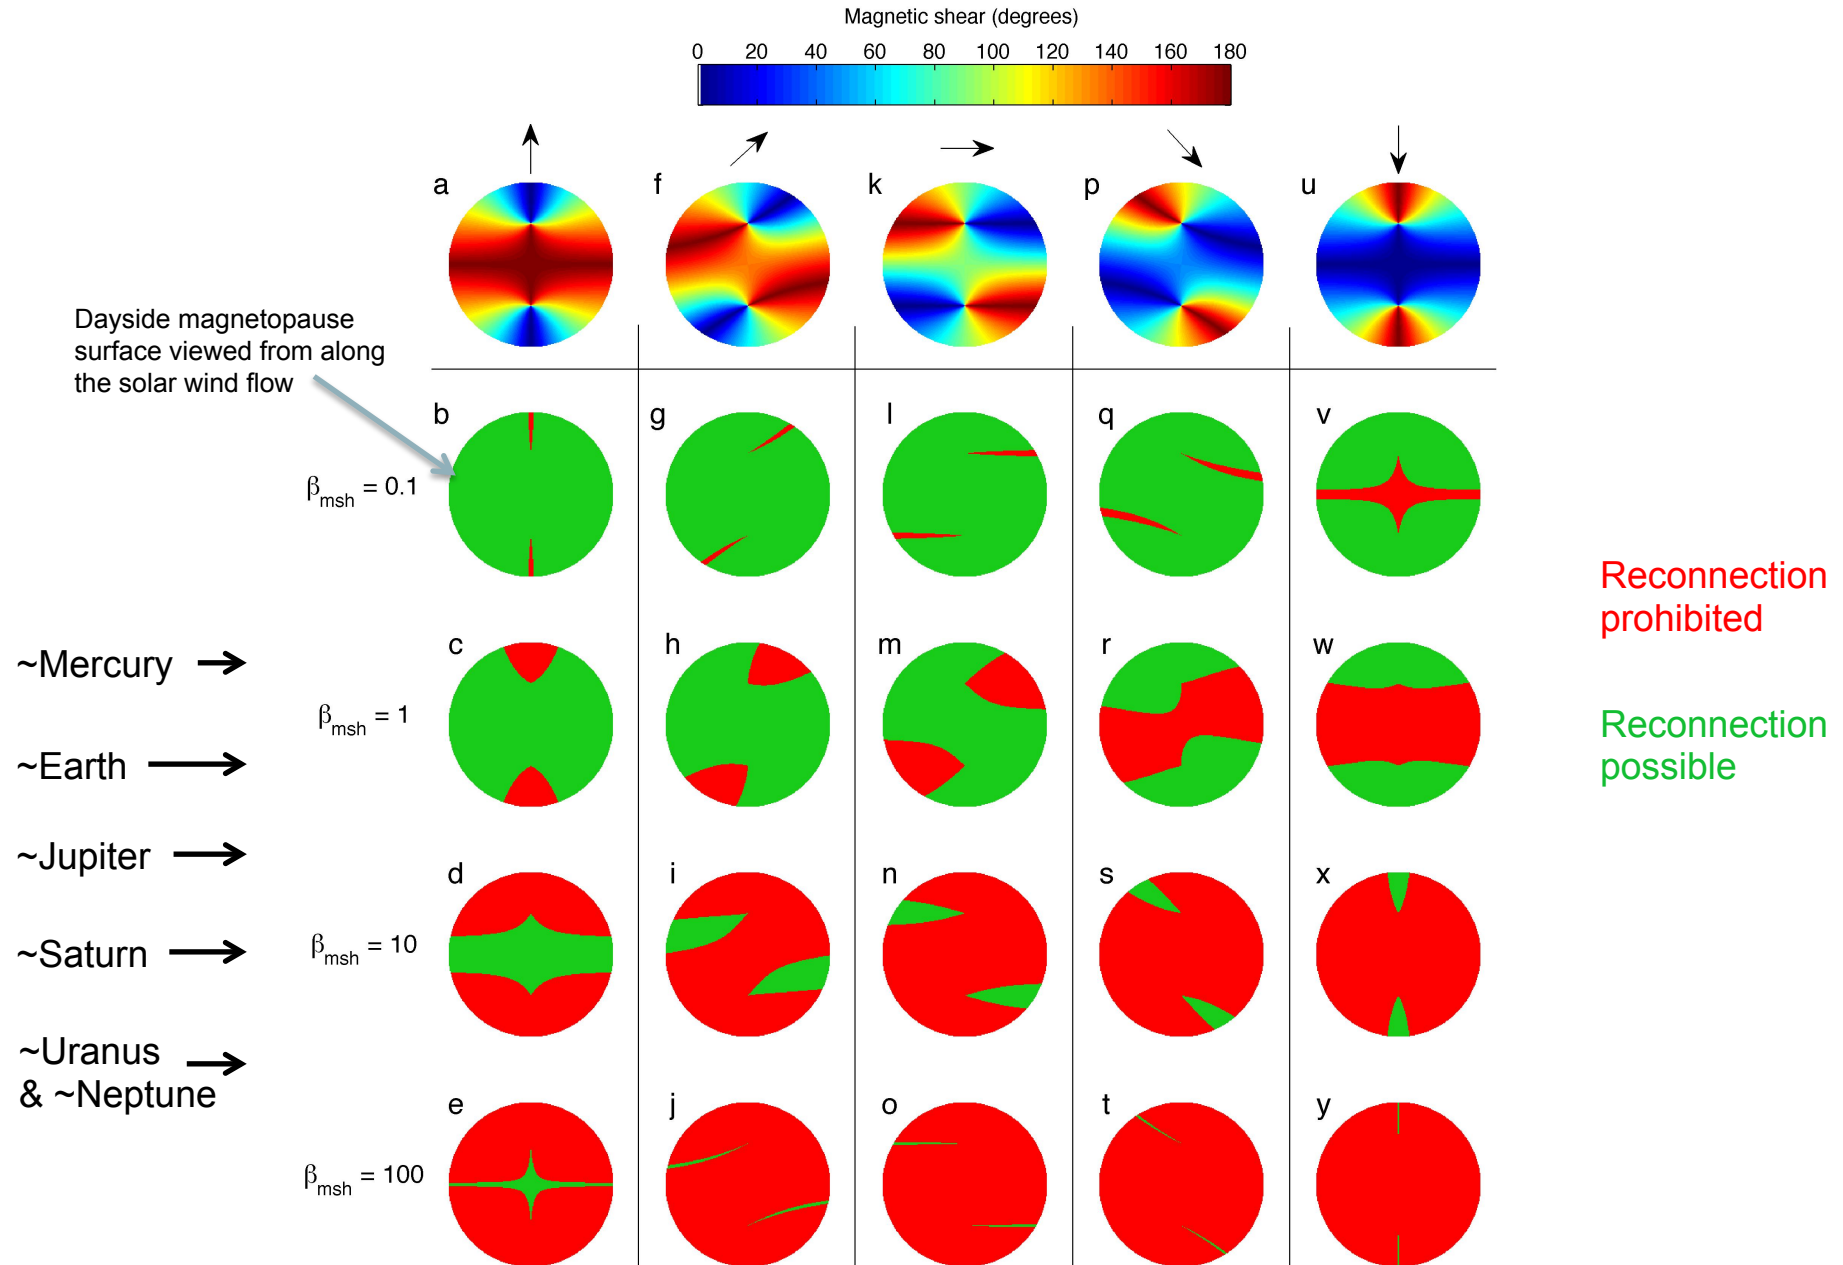 Magnetic shear (degrees)
0 20 40 60 80 100 120 140 160 180
a f k p u
Dayside magnetopause
surface viewed from along
the solar wind flow
b g l q v
βmsh = 0.1
Reconnection
prohibited
~Mercury
c h m r w
βmsh = 1
Reconnection
possible
~Earth
~Jupiter
d i n s x
βmsh = 10
~Saturn
~Uranus
& ~Neptune
e j o t y
βmsh = 100